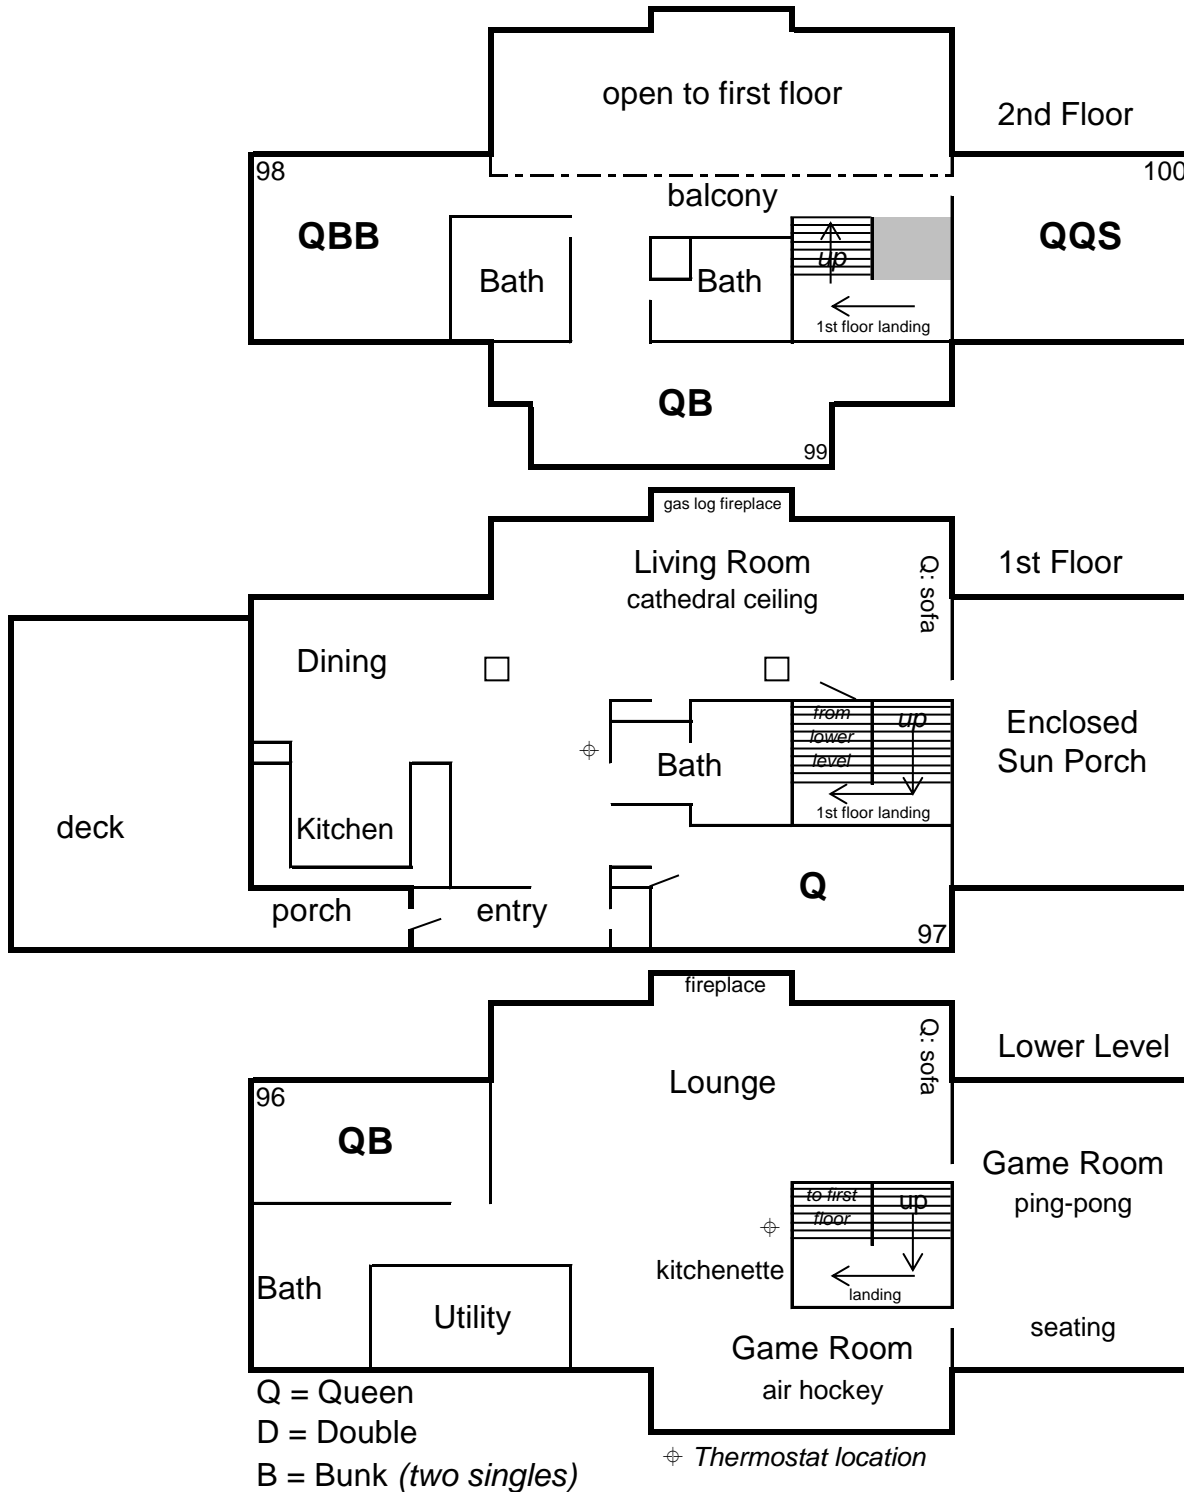 open to first floor
2nd Floor
98
100
balcony
QBB
QQS
Bath
Bath
up
1st floor landing
QB
99
gas log fireplace
Living Room
cathedral ceiling
Q: sofa
1st Floor
Dining
from
lower
level
up
Enclosed
Sun Porch
Bath
1st floor landing
deck
Kitchen
Q
porch
entry
97
fireplace
Q: sofa
Lower Level
Lounge
96
QB
Game Room
ping-pong
to first
floor
up
kitchenette
landing
Bath
Utility
seating
Game Room
air hockey
Q = Queen
D = Double
B = Bunk (two singles)
Thermostat location